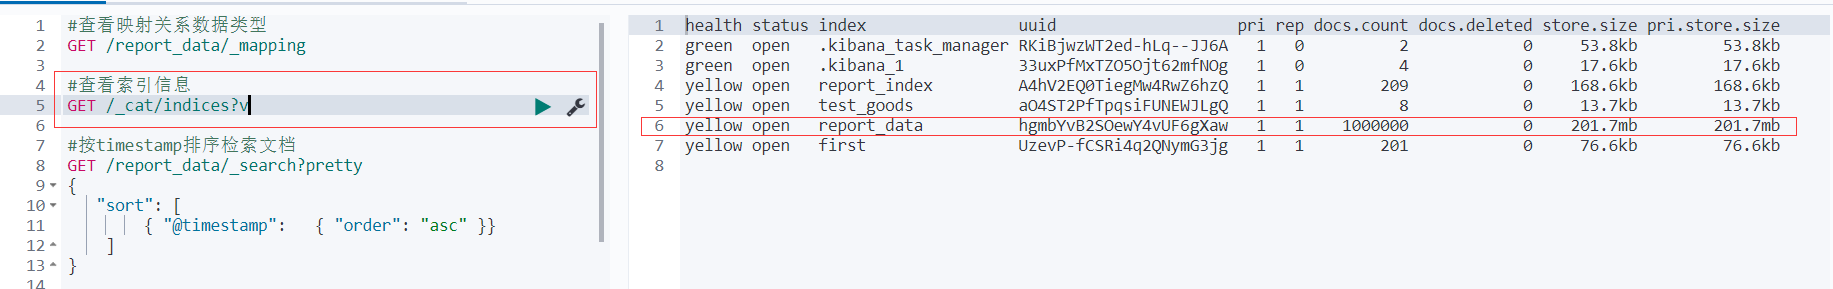 1 #查看映射关系数据类型
2 GET /report_data/_mapping
3
4 #查看索引信息
5 GET /_cat/indices?v
6
7 #按timestamp排序检索文档
8 GET /report_data/_search?pretty
9 {
10 "sort": [
11 { "@timestamp": { "order": "asc" }}
12 ]
13 }
14
1 health status index uuid pri rep docs.count docs.deleted store.size pri.store.size
2 green open .kibana_task_manager RKiBjwzWT2ed-hLq--JJ6A 1 0 2 0 53.8kb 53.8kb
3 green open .kibana_1 33uxPfMxTZO5Ojt62mfNOg 1 0 4 0 17.6kb 17.6kb
4 yellow open report_index A4hV2EQ0TiegMw4RwZ6hzQ 1 1 209 0 168.6kb 168.6kb
5 yellow open test_goods aO4ST2PfTpqsiFUNEWJLgQ 1 1 8 0 13.7kb 13.7kb
6 yellow open report_data hgmbYvB2SOewY4vUF6gXaw 1 1 1000000 0 201.7mb 201.7mb
7 yellow open first UzevP-fCSRi4q2QNymG3jg 1 1 201 0 76.6kb 76.6kb
8